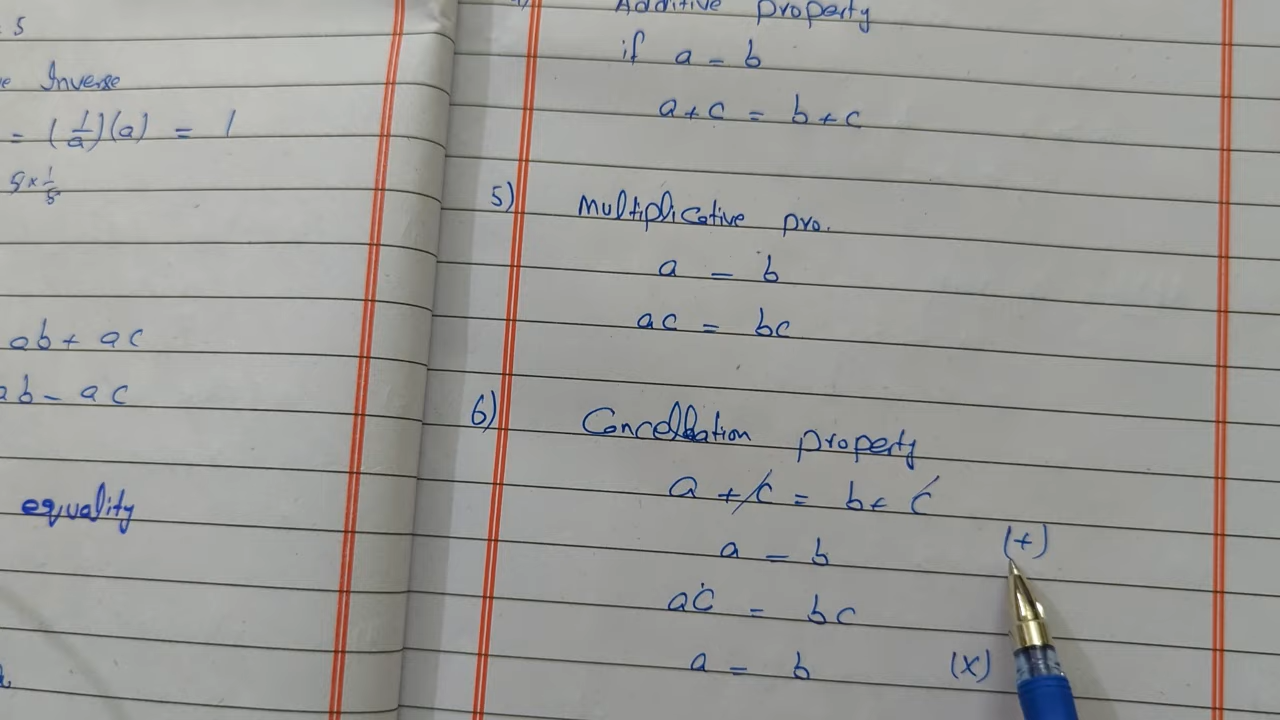 5
Inverse
= (1/a)(a) = 1
5×1/5
ab + ac
ab - ac
equality
Additive property
if a = b
a+c = b+c
5) Multiplicative pro.
a = b
ac = bc
6) Cancellation property
a + c = b + c
a = b (+)
ac = bc
a = b (x)